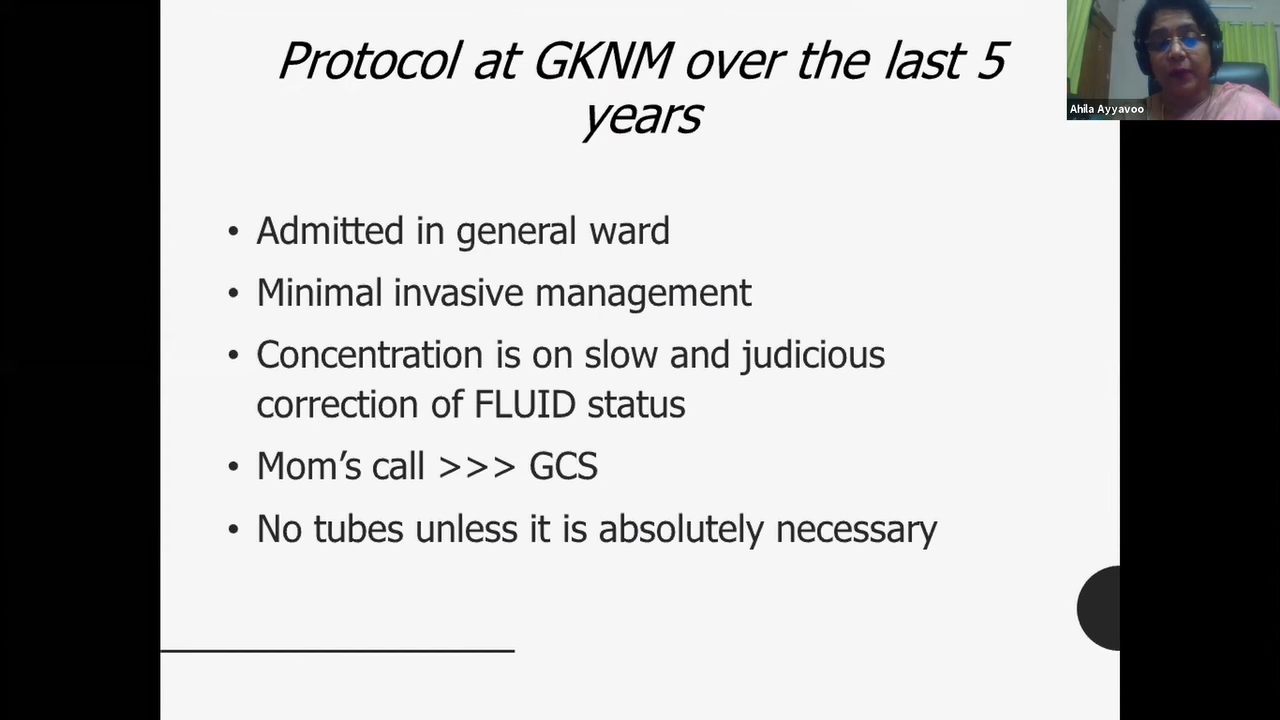 Protocol at GKNM over the last 5
years
Ahila Ayyavoo
• Admitted in general ward
• Minimal invasive management
• Concentration is on slow and judicious
correction of FLUID status
• Mom's call >>> GCS
• No tubes unless it is absolutely necessary